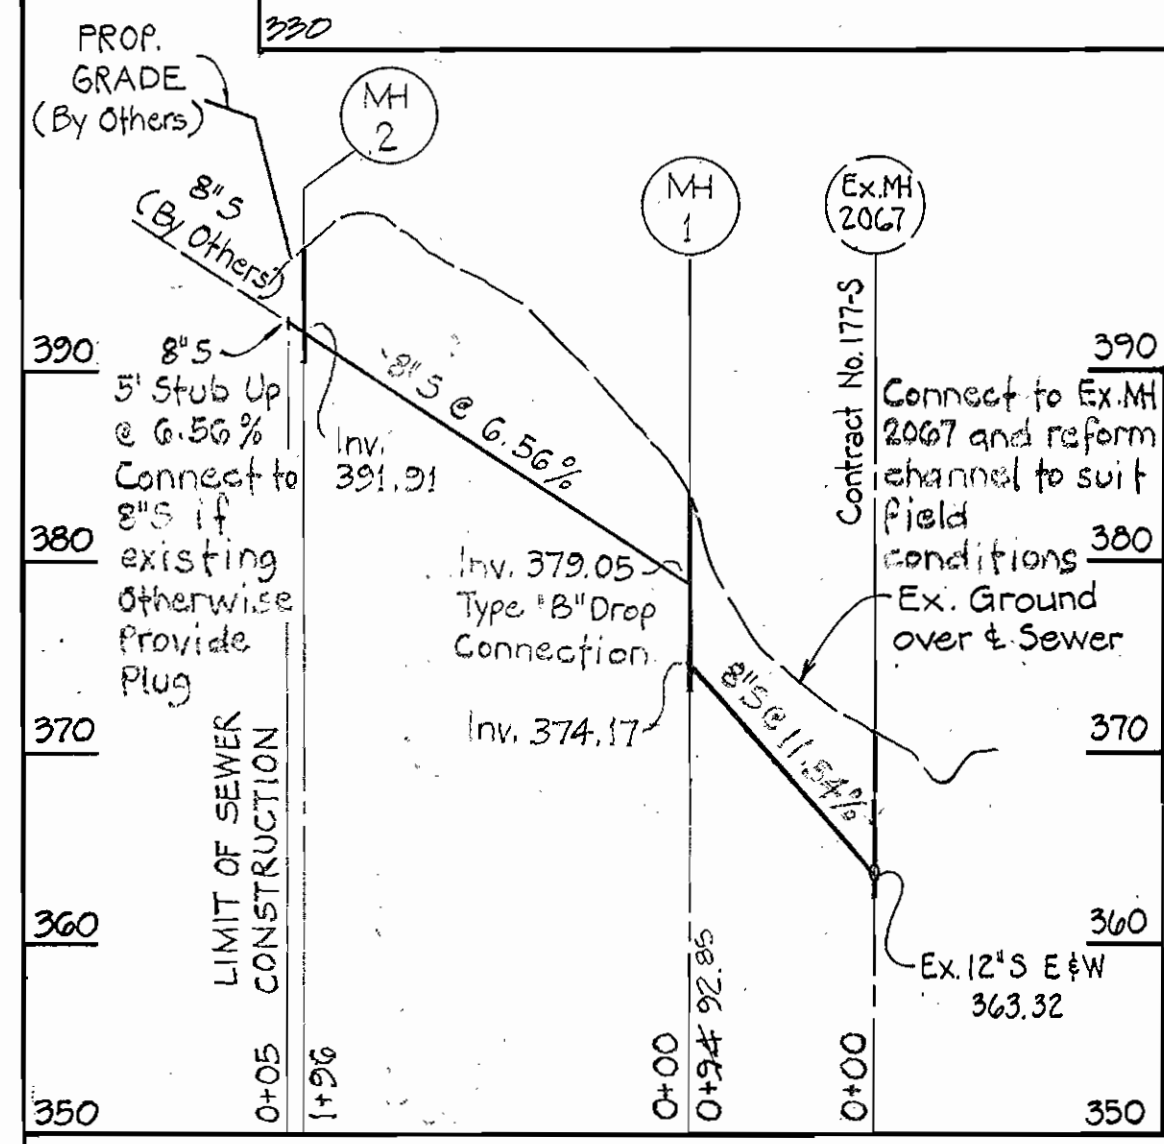 330
PROP.
GRADE
(By Others)
MH
2
MH
1
Ex.MH
2067
8"S
(By Others)
Contract No. 177-S
390
390
8"S
5' Stub Up
@ 6.56%
Connect to
8"S if
existing
otherwise
Provide
Plug
Inv.
391.91
8"S @ 6.56%
Connect to Ex.MH
2067 and reform
channel to suit
field
conditions
380
380
Inv. 379.05
Type "B" Drop
Connection
Ex. Ground
over ℄ Sewer
Inv. 374.17
8"S@11.54%
370
370
LIMIT OF SEWER
CONSTRUCTION
360
360
Ex.12"S E&W
363.32
0+05
1+96
0+00
0+94 92.85
0+00
350
350